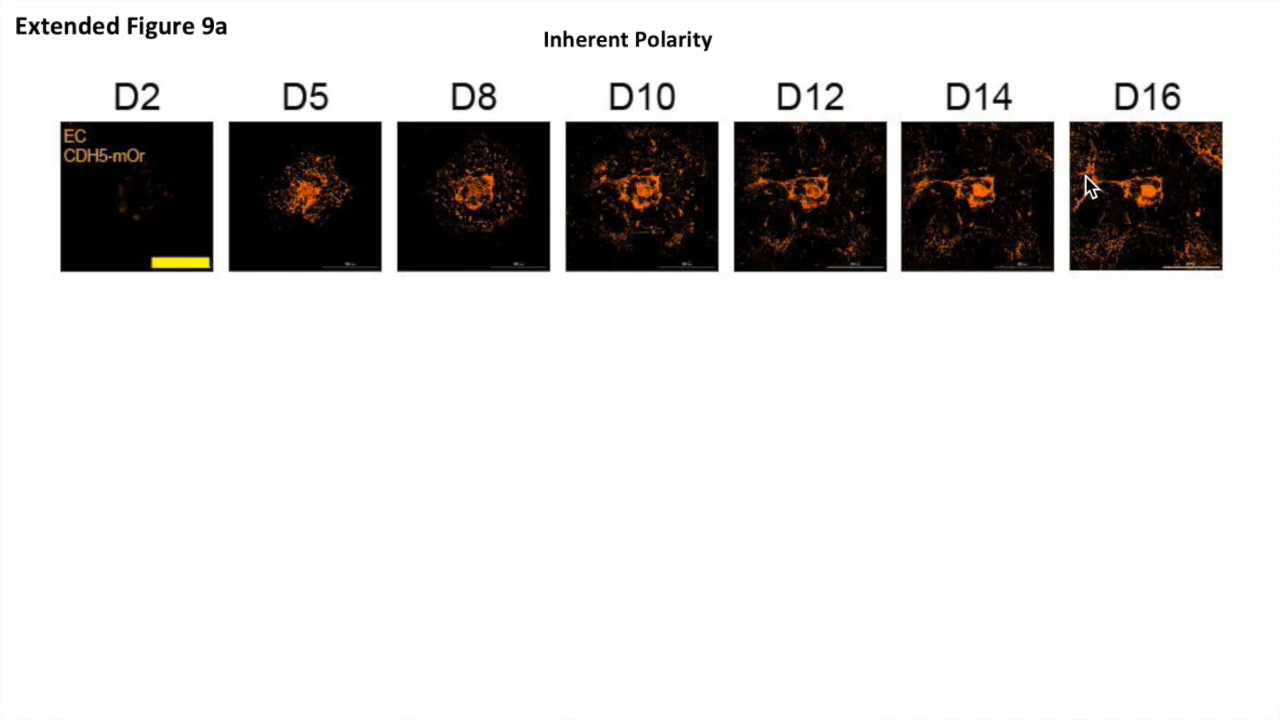 Extended Figure 9a
Inherent Polarity
D2 D5 D8 D10 D12 D14 D16
EC
CDH5-mOr